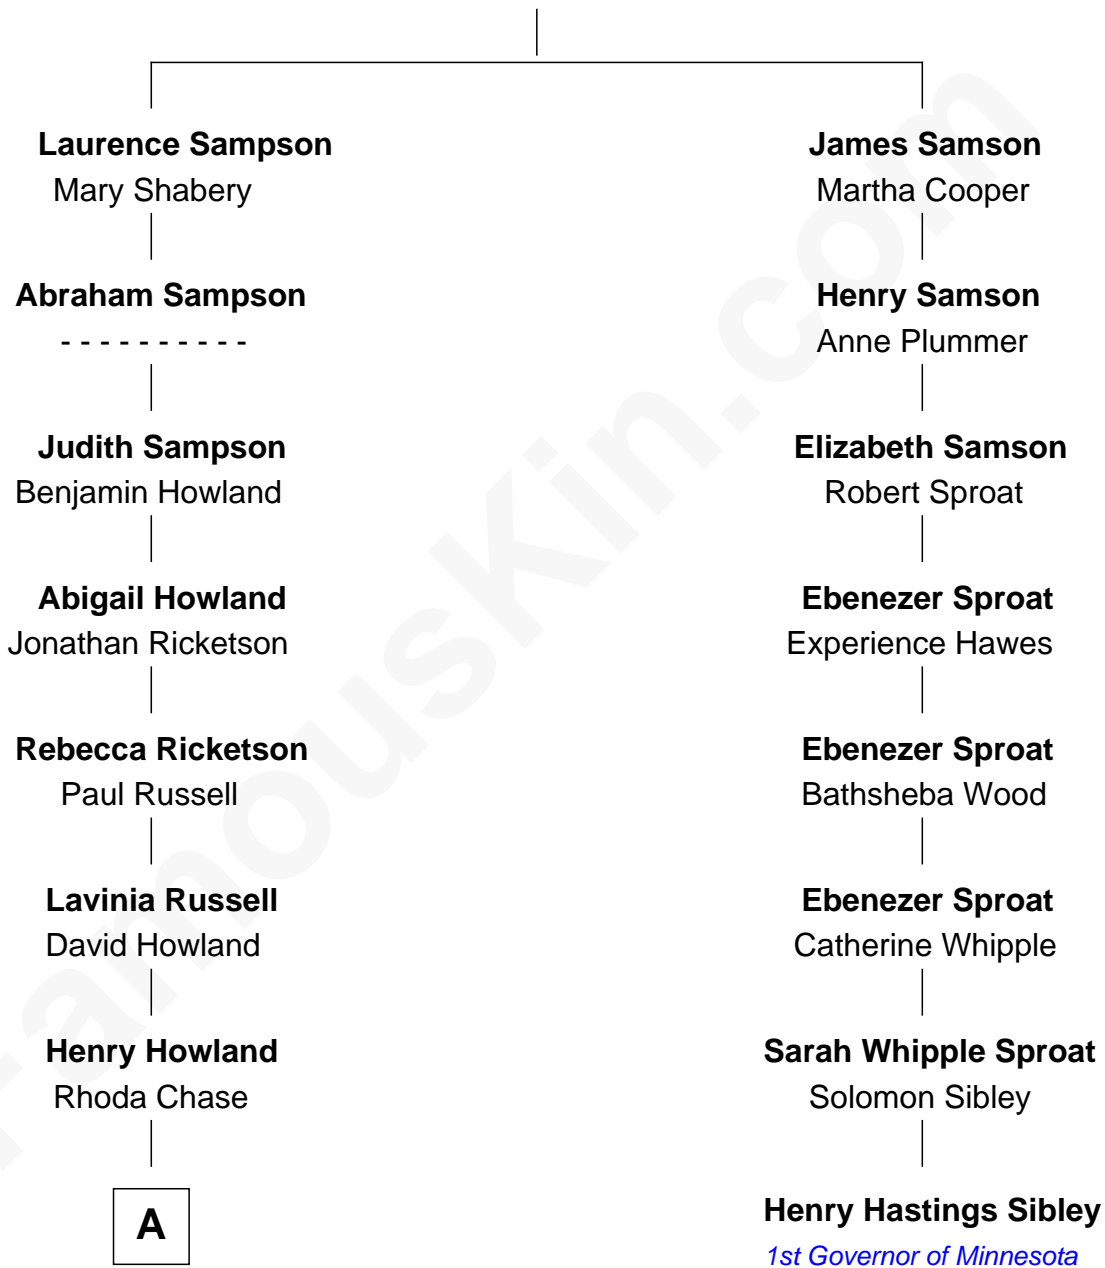 Laurence Sampson
Mary Shabery
James Samson
Martha Cooper
Abraham Sampson
- - - - - - - - - -
Henry Samson
Anne Plummer
Judith Sampson
Benjamin Howland
Elizabeth Samson
Robert Sproat
Abigail Howland
Jonathan Ricketson
Ebenezer Sproat
Experience Hawes
Rebecca Ricketson
Paul Russell
Ebenezer Sproat
Bathsheba Wood
Lavinia Russell
David Howland
Ebenezer Sproat
Catherine Whipple
Henry Howland
Rhoda Chase
Sarah Whipple Sproat
Solomon Sibley
A
Henry Hastings Sibley
1st Governor of Minnesota
FamousKin.com